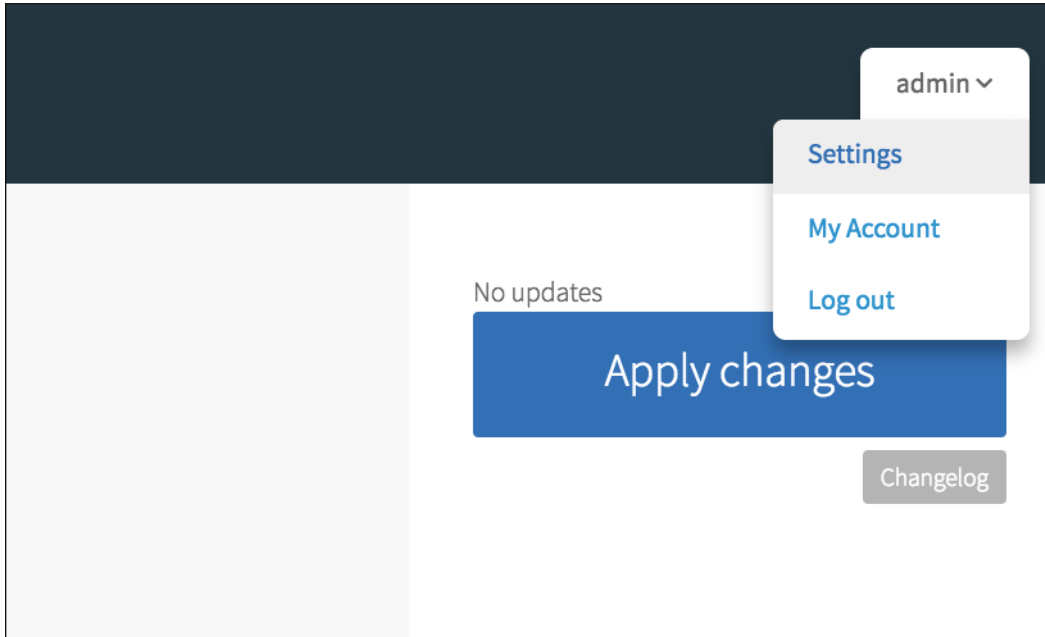 admin
Settings
My Account
Log out
No updates
Apply changes
Changelog